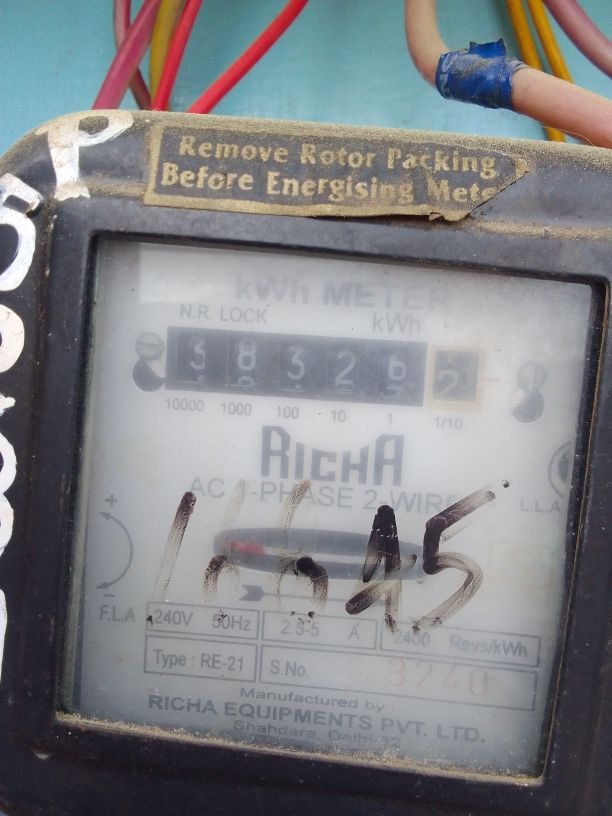 Remove Rotor Packing
Before Energising Mete
kWh METER
N.R. LOCK kWh
3 8 3 2 6 2
10000 1000 100 10 1 1/10
RICHA
AC 1-PHASE 2-WIRE
L.L.A
+
-
F.L.A 240V 50Hz 2.5-5 A 2400 Revs/kWh
Type : RE-21 S.No. 3240
Manufactured by
RICHA EQUIPMENTS PVT. LTD.
Shahdara, Delhi-32